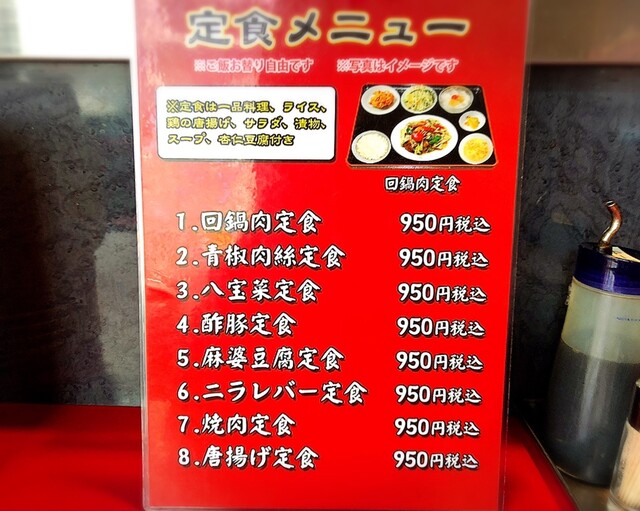 定食メニュー
※ご飯お替り自由です ※写真はイメージです
※定食は一品料理、ライス、
鶏の唐揚げ、サラダ、漬物、
スープ、杏仁豆腐付き
回鍋肉定食
1.回鍋肉定食 950円税込
2.青椒肉絲定食 950円税込
3.八宝菜定食 950円税込
4.酢豚定食 950円税込
5.麻婆豆腐定食 950円税込
6.ニラレバー定食 950円税込
7.焼肉定食 950円税込
8.唐揚げ定食 950円税込